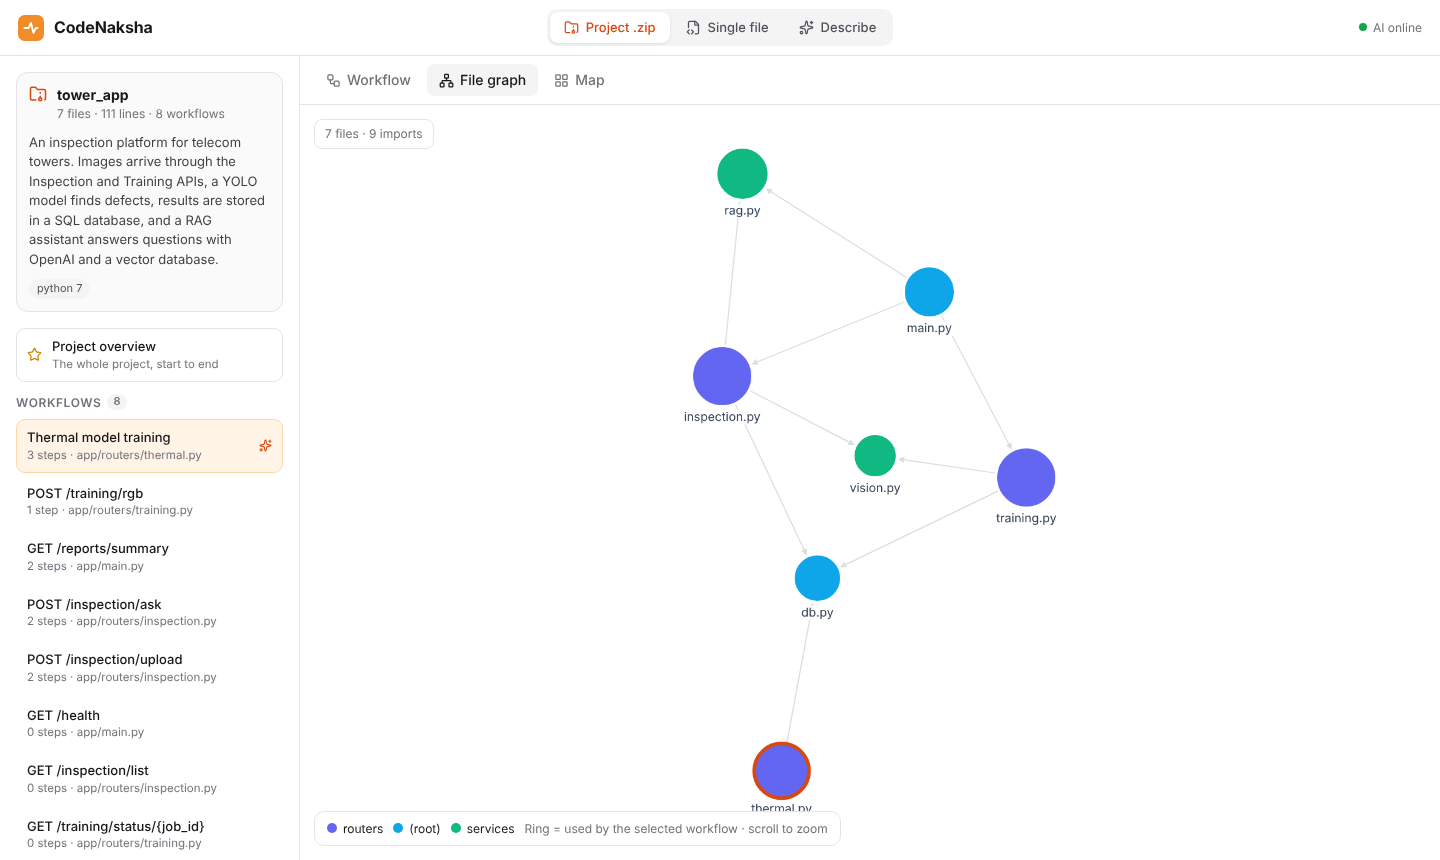 CodeNaksha
Project .zip
Single file
Describe
AI online
tower_app
7 files · 111 lines · 8 workflows
An inspection platform for telecom
towers. Images arrive through the
Inspection and Training APIs, a YOLO
model finds defects, results are stored
in a SQL database, and a RAG
assistant answers questions with
OpenAI and a vector database.
python 7
Project overview
The whole project, start to end
WORKFLOWS 8
Thermal model training
3 steps · app/routers/thermal.py
POST /training/rgb
1 step · app/routers/training.py
GET /reports/summary
2 steps · app/main.py
POST /inspection/ask
2 steps · app/routers/inspection.py
POST /inspection/upload
2 steps · app/routers/inspection.py
GET /health
0 steps · app/main.py
GET /inspection/list
0 steps · app/routers/inspection.py
GET /training/status/{job_id}
0 steps · app/routers/training.py
Workflow
File graph
Map
7 files · 9 imports
rag.py
main.py
inspection.py
vision.py
training.py
db.py
thermal.py
routers
(root)
services
Ring = used by the selected workflow · scroll to zoom